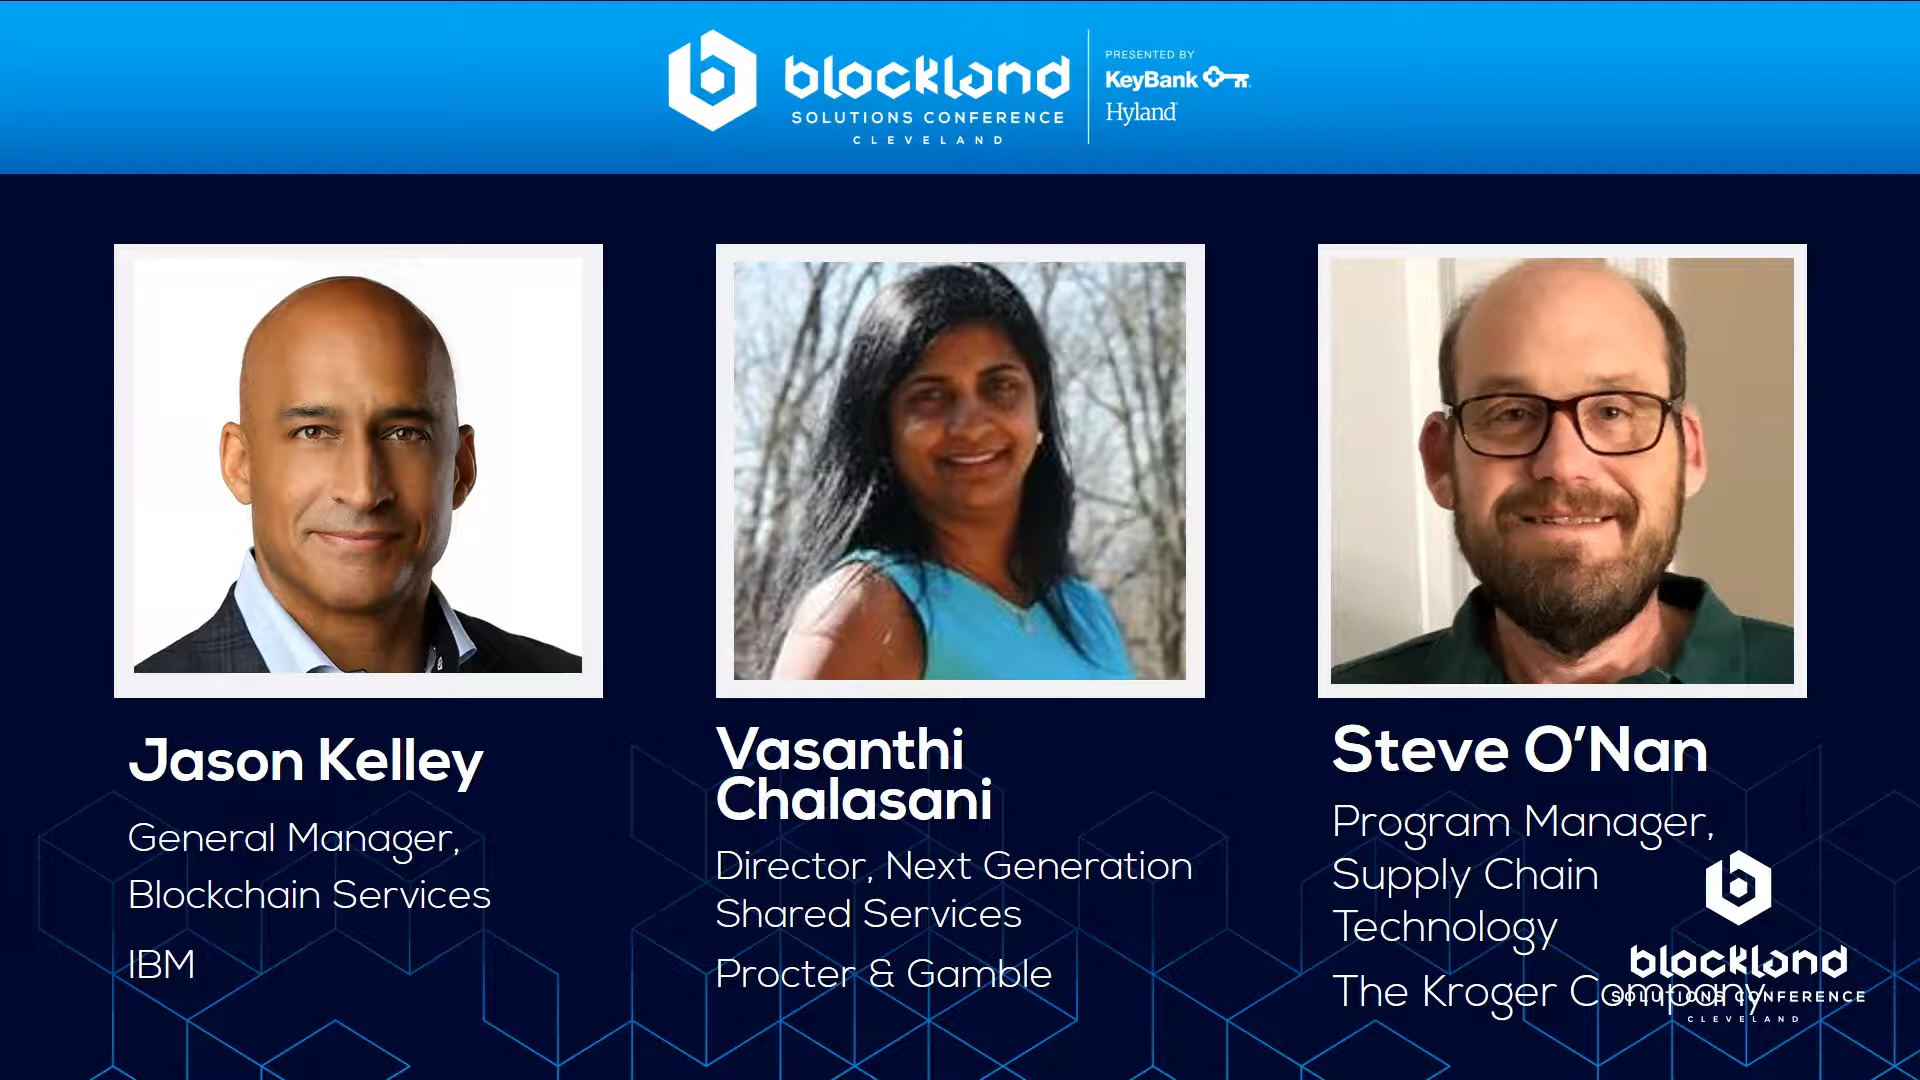 blockland
SOLUTIONS CONFERENCE
CLEVELAND
PRESENTED BY
KeyBank
Hyland
Jason Kelley
General Manager,
Blockchain Services
IBM
Vasanthi
Chalasani
Director, Next Generation
Shared Services
Procter & Gamble
Steve O’Nan
Program Manager,
Supply Chain
Technology
The Kroger Company
blockland
SOLUTIONS CONFERENCE
CLEVELAND